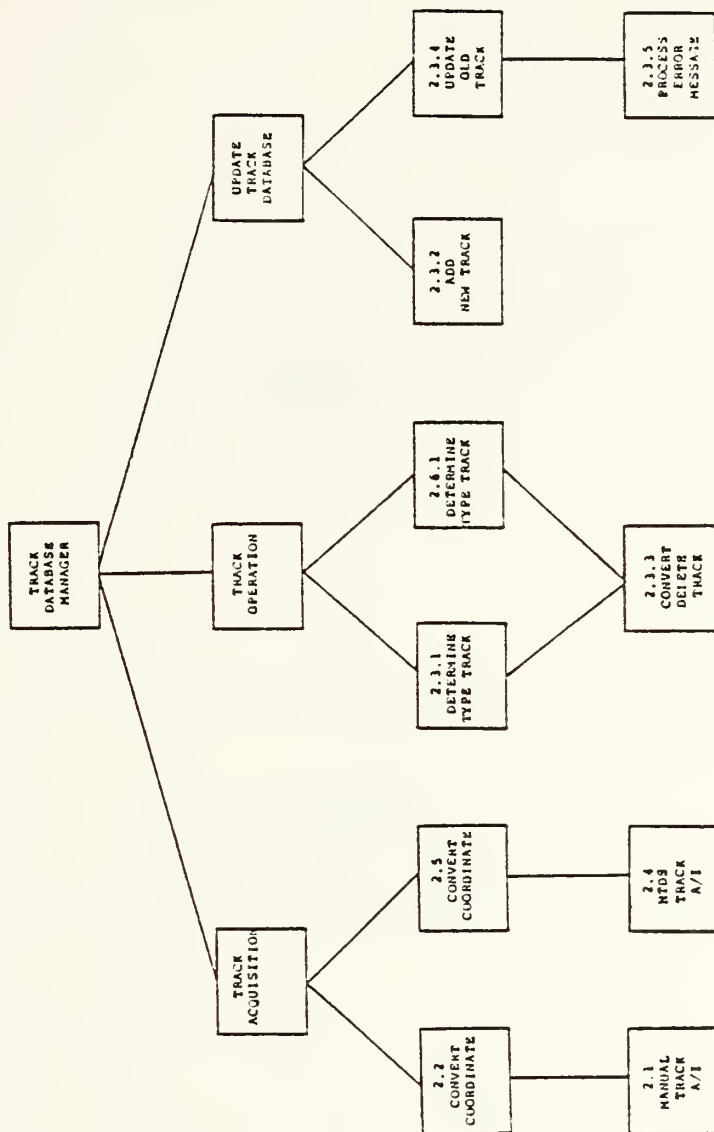 TRACK
DATABASE
MANAGER
TRACK
ACQUISITION
TRACK
OPERATION
UPDATE
TRACK
DATABASE
2.2
CONVERT
COORDINATE
2.5
CONVERT
COORDINATE
2.3.1
DETERMINE
TYPE TRACK
2.6.1
DETERMINE
TYPE TRACK
2.3.2
ADD
NEW TRACK
2.3.4
UPDATE
OLD
TRACK
2.1
MANUAL
TRACK
A/I
2.4
NTDS
TRACK
A/I
2.3.3
CONVERT
DELETE
TRACK
2.3.5
PROCESS
ERROR
MESSAGE